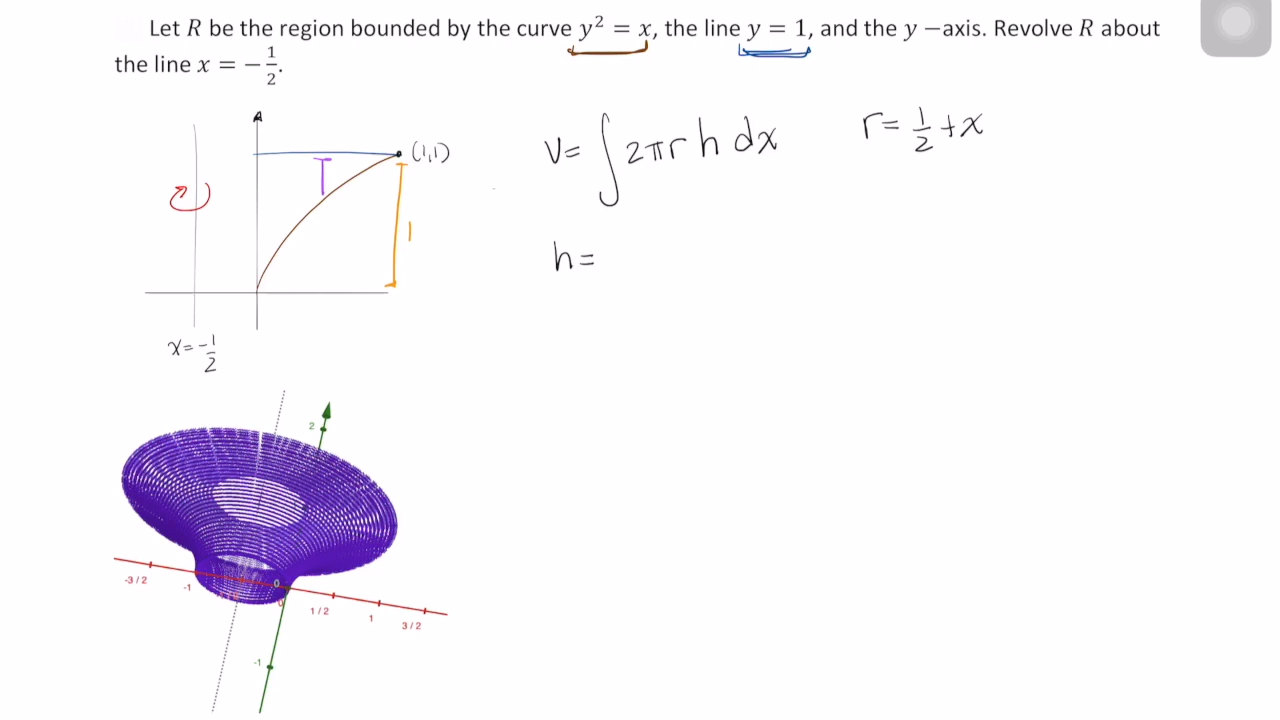 Let R be the region bounded by the curve y² = x, the line y = 1, and the y −axis. Revolve R about
the line x = −1/2.
V= ∫ 2πr h dx
r= 1/2 +x
(1,1)
1
h=
x=-1/2
2
-3/2
-1
0
0
1/2
1
3/2
-1